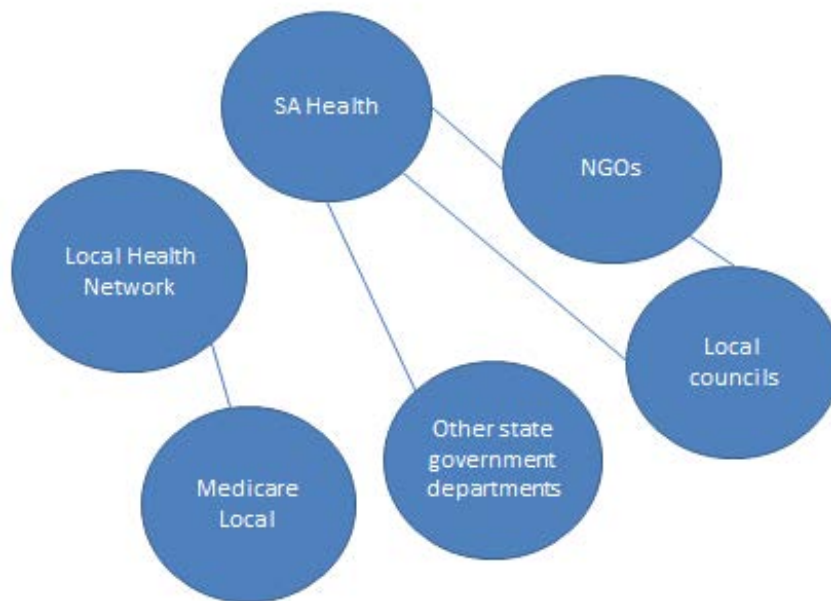 SA Health
NGOs
Local Health
Network
Local
councils
Other state
government
departments
Medicare
Local